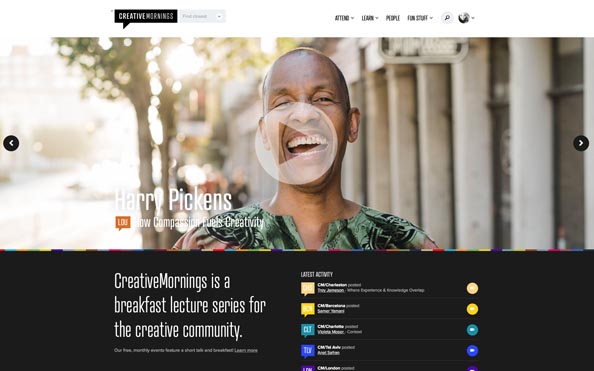 CREATIVEMORNINGS
Find closest
ATTEND
LEARN
PEOPLE
FUN STUFF
Harry Pickens
LOU
How Compassion Fuels Creativity
CreativeMornings is a
breakfast lecture series for
the creative community.
Our free, monthly events feature a short talk and breakfast! Learn more
LATEST ACTIVITY
CM/Charleston posted
Troy Jameson - Where Experience & Knowledge Overlap
CM/Barcelona posted
Samer Yamani
CLT
CM/Charlotte posted
Violeta Moser - Context
TLV
CM/Tel Aviv posted
Anat Safran
CM/London posted